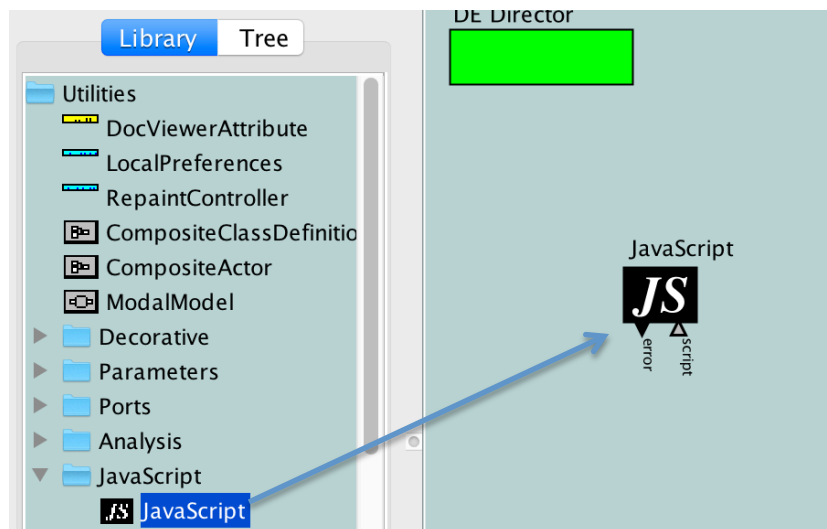 Library Tree
Utilities
DocViewerAttribute
LocalPreferences
RepaintController
CompositeClassDefinitio
CompositeActor
ModalModel
Decorative
Parameters
Ports
Analysis
JavaScript
JS JavaScript
DE Director
JavaScript
JS
error
script